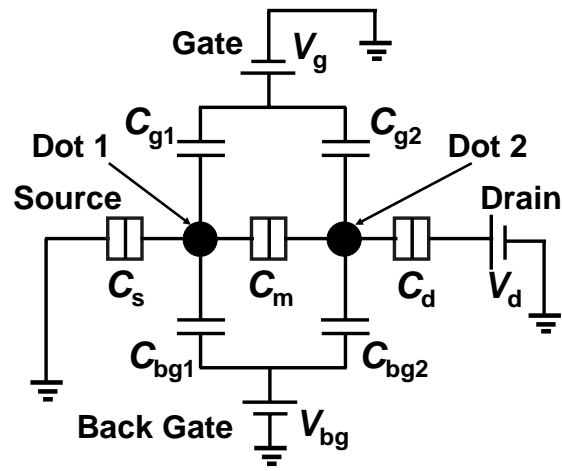 Gate V_g
C_g1 C_g2
Dot 1 Dot 2
Source Drain
C_s C_m C_d V_d
C_bg1 C_bg2
Back Gate V_bg